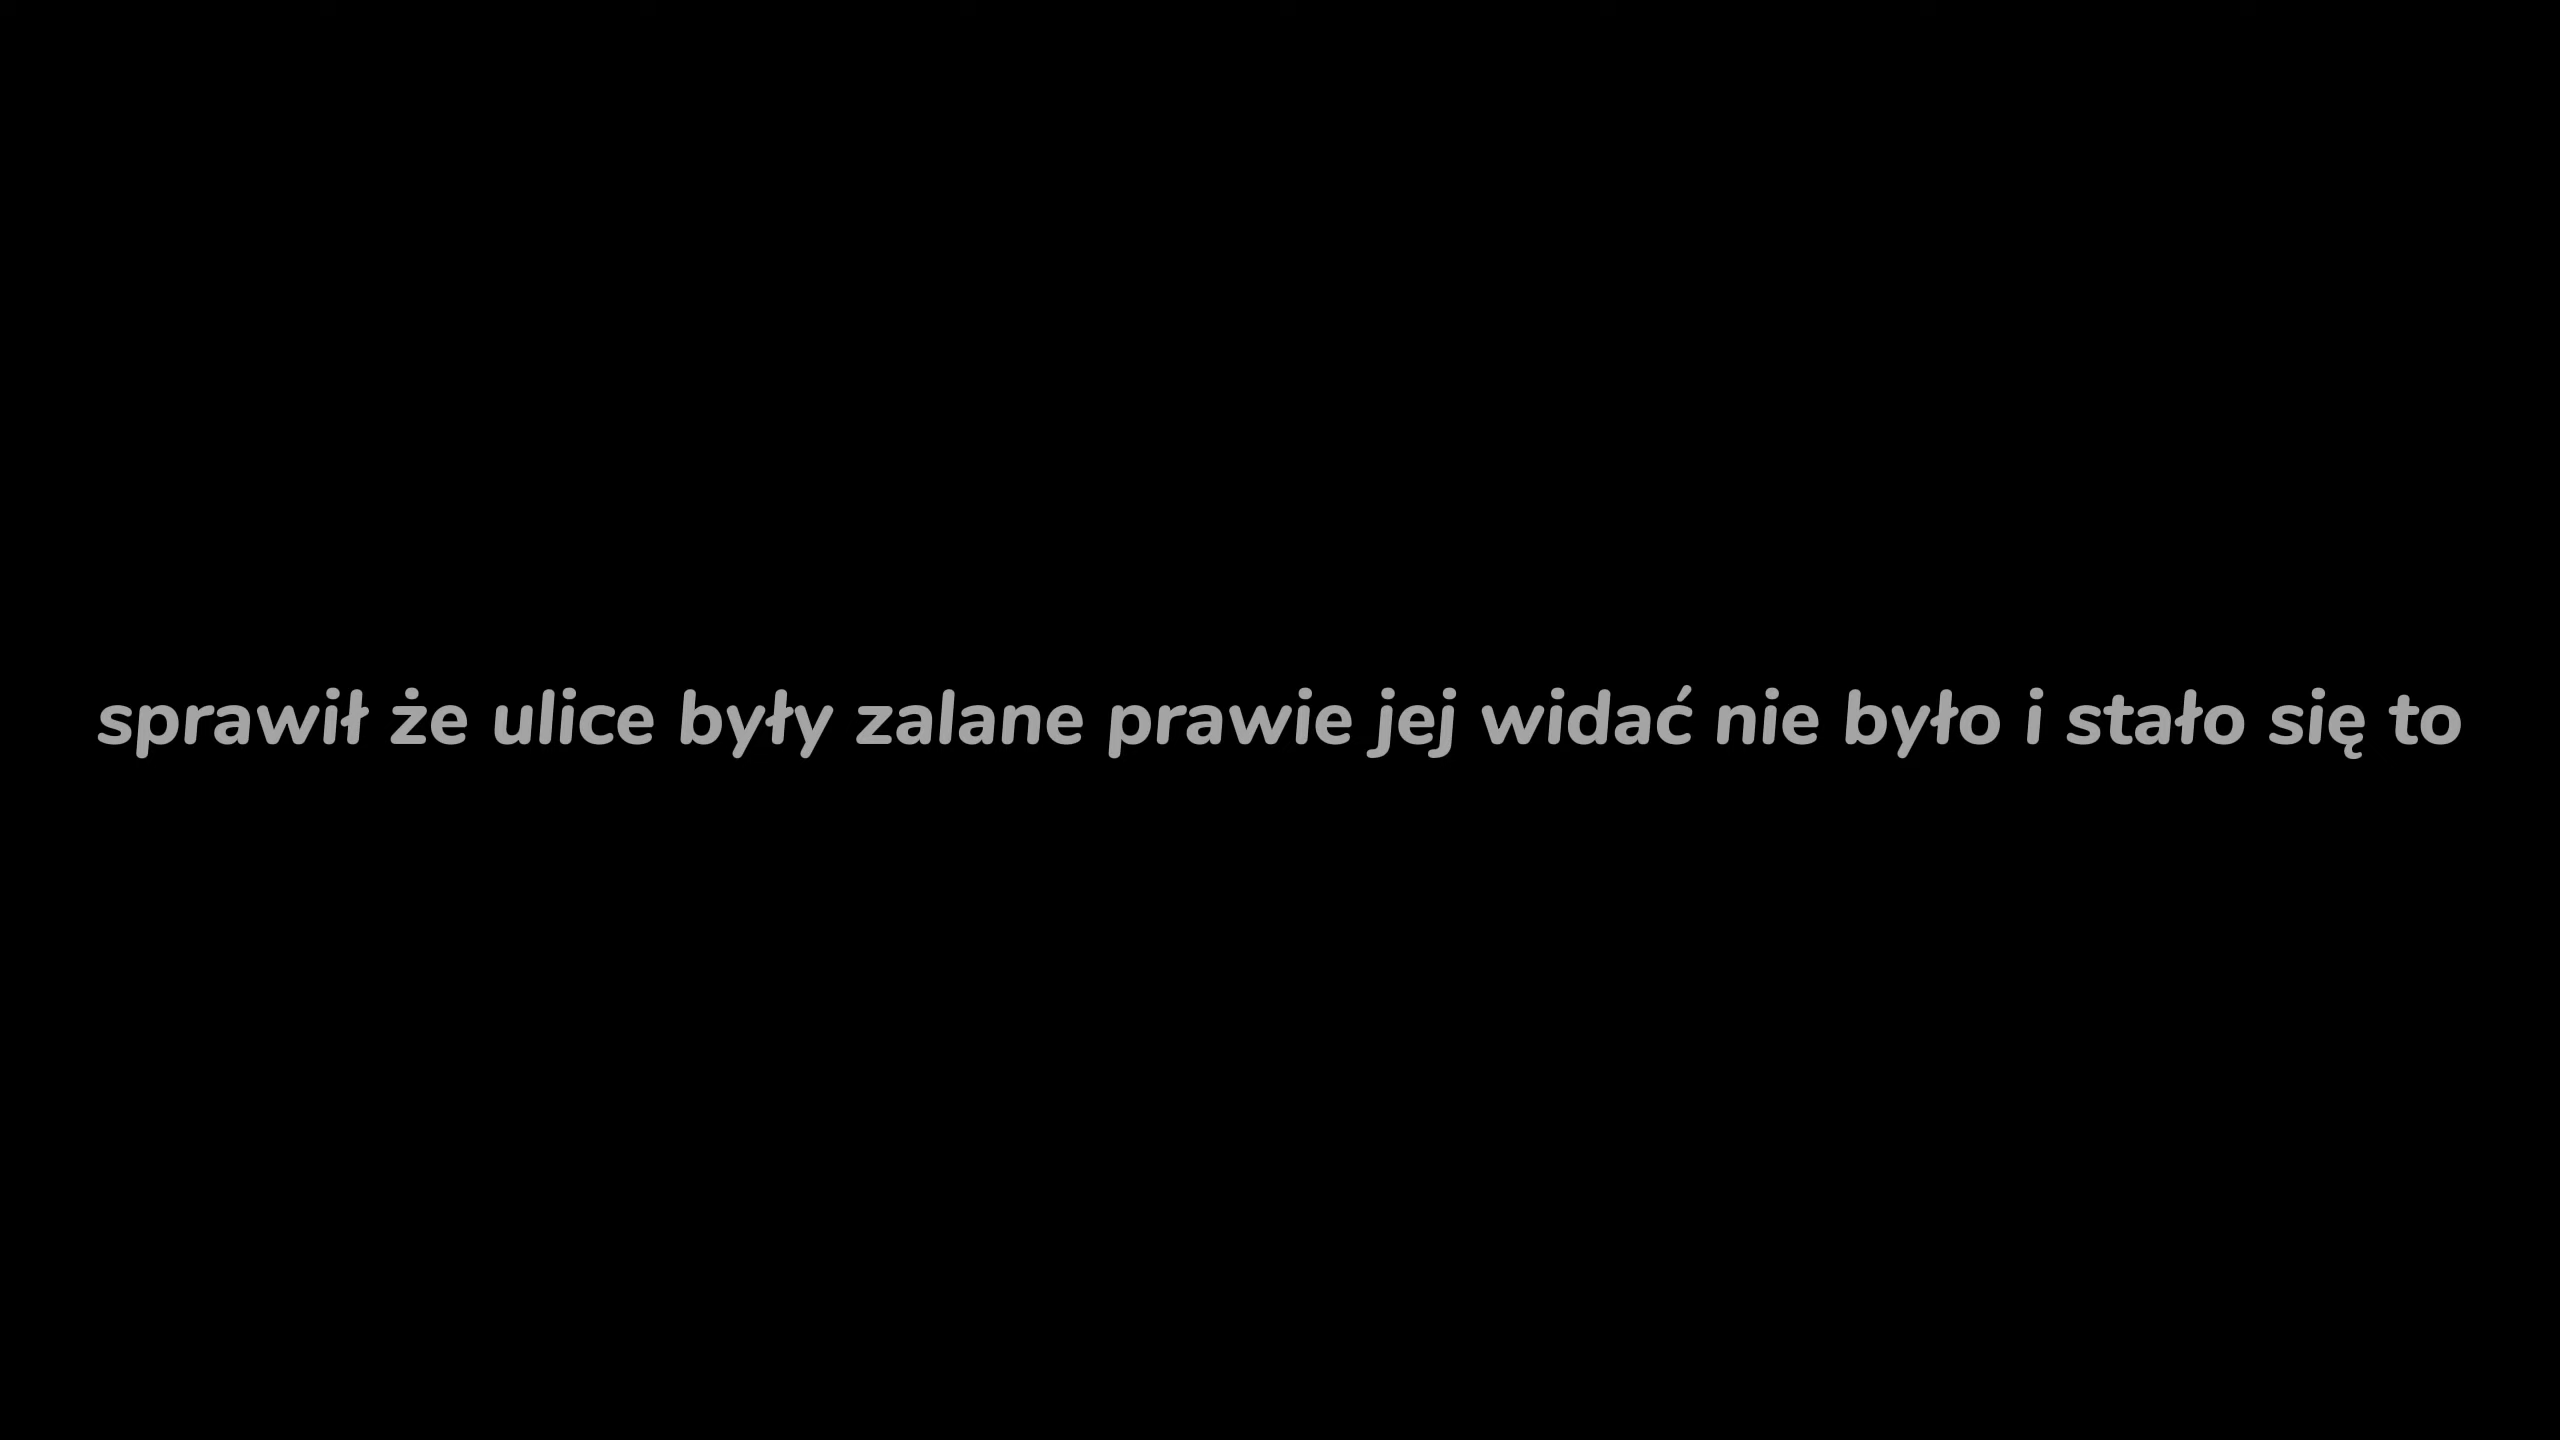 sprawił że ulice były zalane prawie jej widać nie było i stało się to